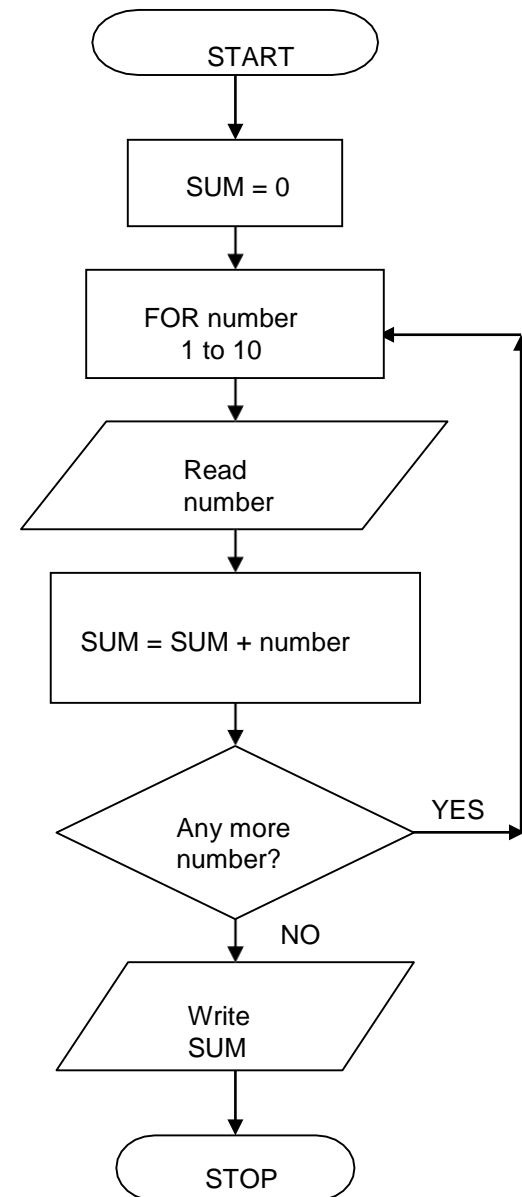 START
SUM = 0
FOR number
1 to 10
Read
number
SUM = SUM + number
Any more
number?
YES
NO
Write
SUM
STOP